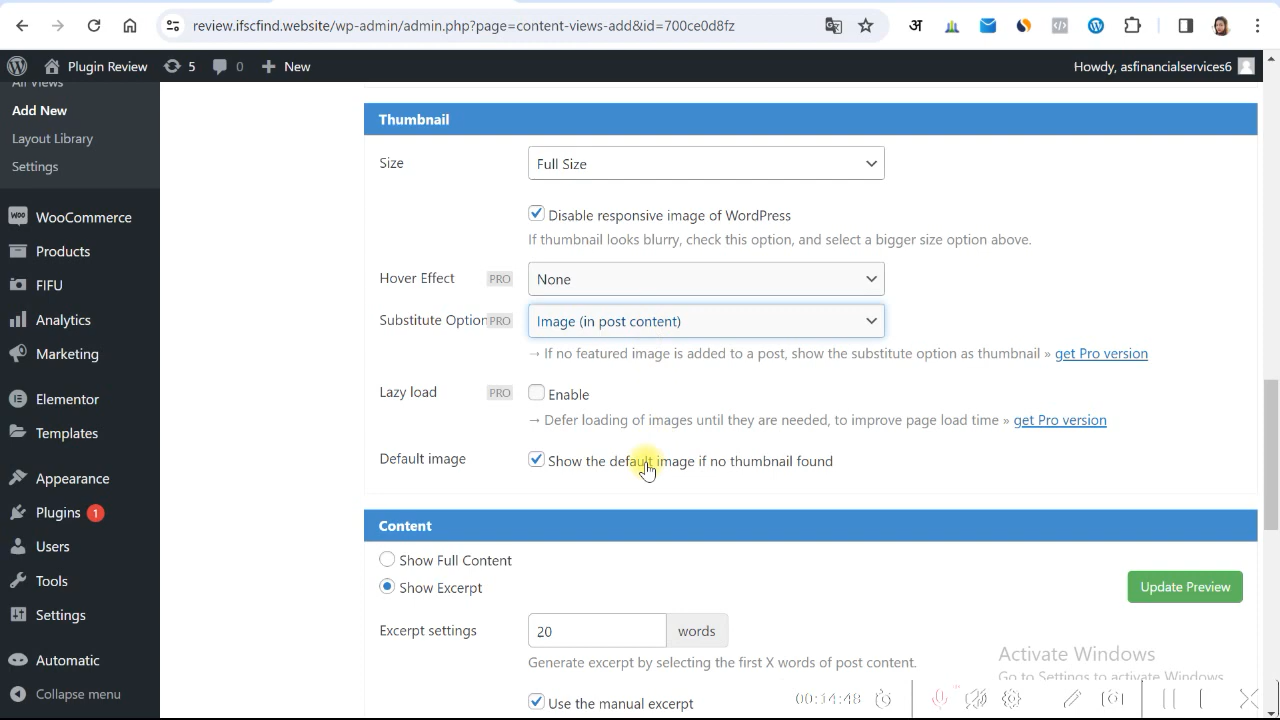 review.ifscfind.website/wp-admin/admin.php?page=content-views-add&id=700ce0d8fz
अ
Plugin Review
5
0
New
Howdy, asfinancialservices6
All Views
Add New
Layout Library
Settings
WooCommerce
Products
FIFU
Analytics
Marketing
Elementor
Templates
Appearance
Plugins 1
Users
Tools
Settings
Automatic
Collapse menu
Thumbnail
Size
Full Size
Disable responsive image of WordPress
If thumbnail looks blurry, check this option, and select a bigger size option above.
Hover Effect PRO None
Substitute Option PRO Image (in post content)
→ If no featured image is added to a post, show the substitute option as thumbnail » get Pro version
Lazy load PRO Enable
→ Defer loading of images until they are needed, to improve page load time » get Pro version
Default image Show the default image if no thumbnail found
Content
Show Full Content
Show Excerpt
Update Preview
Excerpt settings 20 words
Generate excerpt by selecting the first X words of post content.
Use the manual excerpt
Activate Windows
Go to Settings to activate Windows.
00:14:48